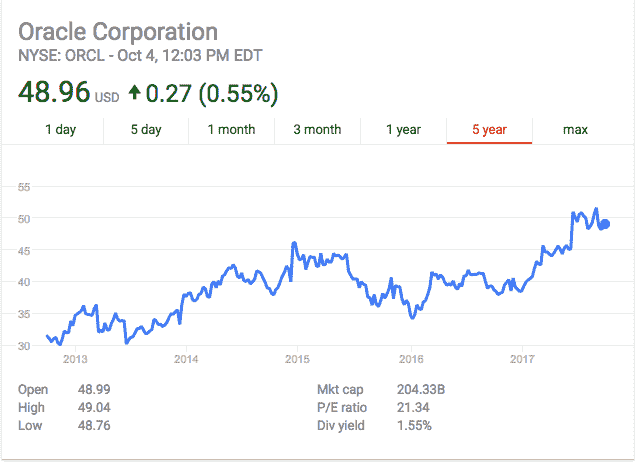 Oracle Corporation
NYSE: ORCL - Oct 4, 12:03 PM EDT
48.96 USD 0.27 (0.55%)
1 day 5 day 1 month 3 month 1 year 5 year max
55
50
45
40
35
30
2013 2014 2015 2016 2017
Open 48.99 Mkt cap 204.33B
High 49.04 P/E ratio 21.34
Low 48.76 Div yield 1.55%